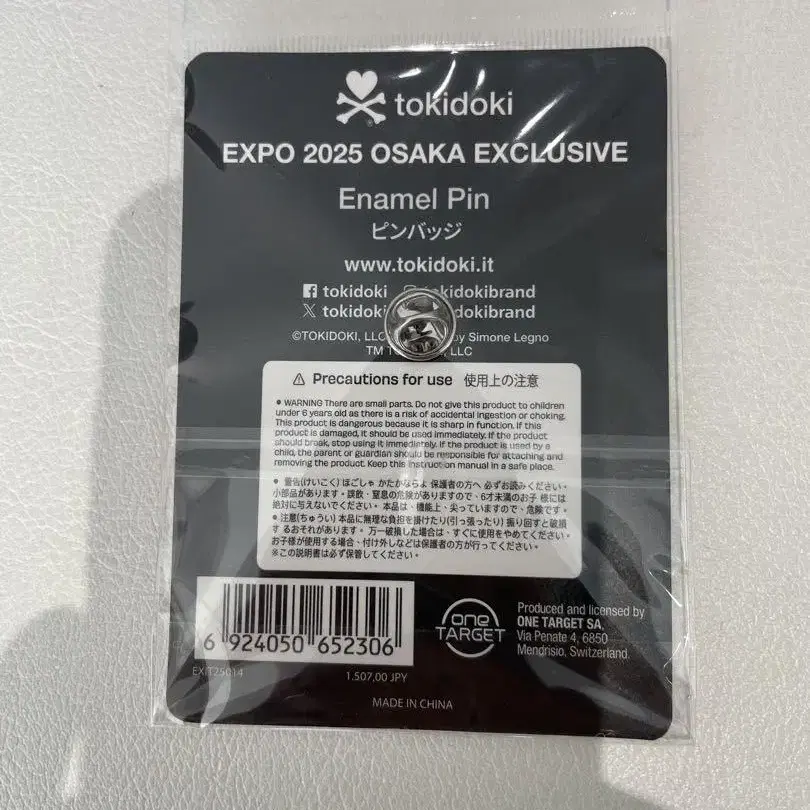 tokidoki
EXPO 2025 OSAKA EXCLUSIVE
Enamel Pin
ピンバッジ
www.tokidoki.it
tokidoki kidokibrand
tokidoki kidokibrand
©TOKIDOKI, LLC by Simone Legno
TM LLC
⚠ Precautions for use 使用上の注意
● WARNING There are small parts. Do not give this product to children
under 6 years old as there is a risk of accidental ingestion or choking.
This product is dangerous because it is sharp in function. If this
product is damaged, it should be used immediately. If the product
should break, stop using it immediately. If the product is used by a
child, the parent or guardian should be responsible for attaching and
removing the product. Keep this instruction manual in a safe place.
● 警告(けいこく) ほごしゃ かたかならよ 保護者の方へ 必ずお読みください。
小部品があります。誤飲・窒息の危険がありますので、6才未満のお子 様には
絶対に与えないでください。 本品は、機能上、尖っていますので、危険です。
● 注意(ちゅうい) 本品に無理な負担を掛けたり(引っ張ったり) 振り回すと破損
す るおそれがあります。 万一破損した場合は、すぐに使用をやめてください。
お子様が使用する場合、付け外しなどは保護者の方が行ってください。
※この説明書は必ず保管してください。
6 924050 652306
EXIT25014
1.507,00 JPY
one
TARGET
Produced and licensed by
ONE TARGET SA.
Via Penate 4, 6850
Mendrisio, Switzerland.
MADE IN CHINA